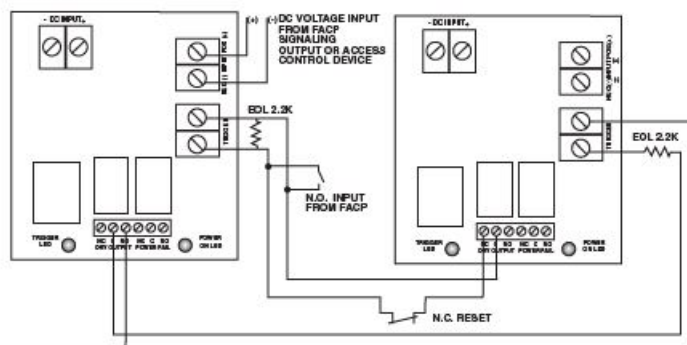 - DC INPUT +
(+)
(-)
DC VOLTAGE INPUT
FROM FACP
SIGNALING
OUTPUT OR ACCESS
CONTROL DEVICE
EOL 2.2K
TRIGGER
N.O. INPUT
FROM FACP
TRIGGER
LED
NC C NO NC C NO
DRY OUTPUT POWER FAIL
POWER
ON LED
N.C. RESET
- DC INPUT +
TRIGGER
EOL 2.2K
TRIGGER
LED
NC C NO NC C NO
DRY OUTPUT POWER FAIL
POWER
ON LED